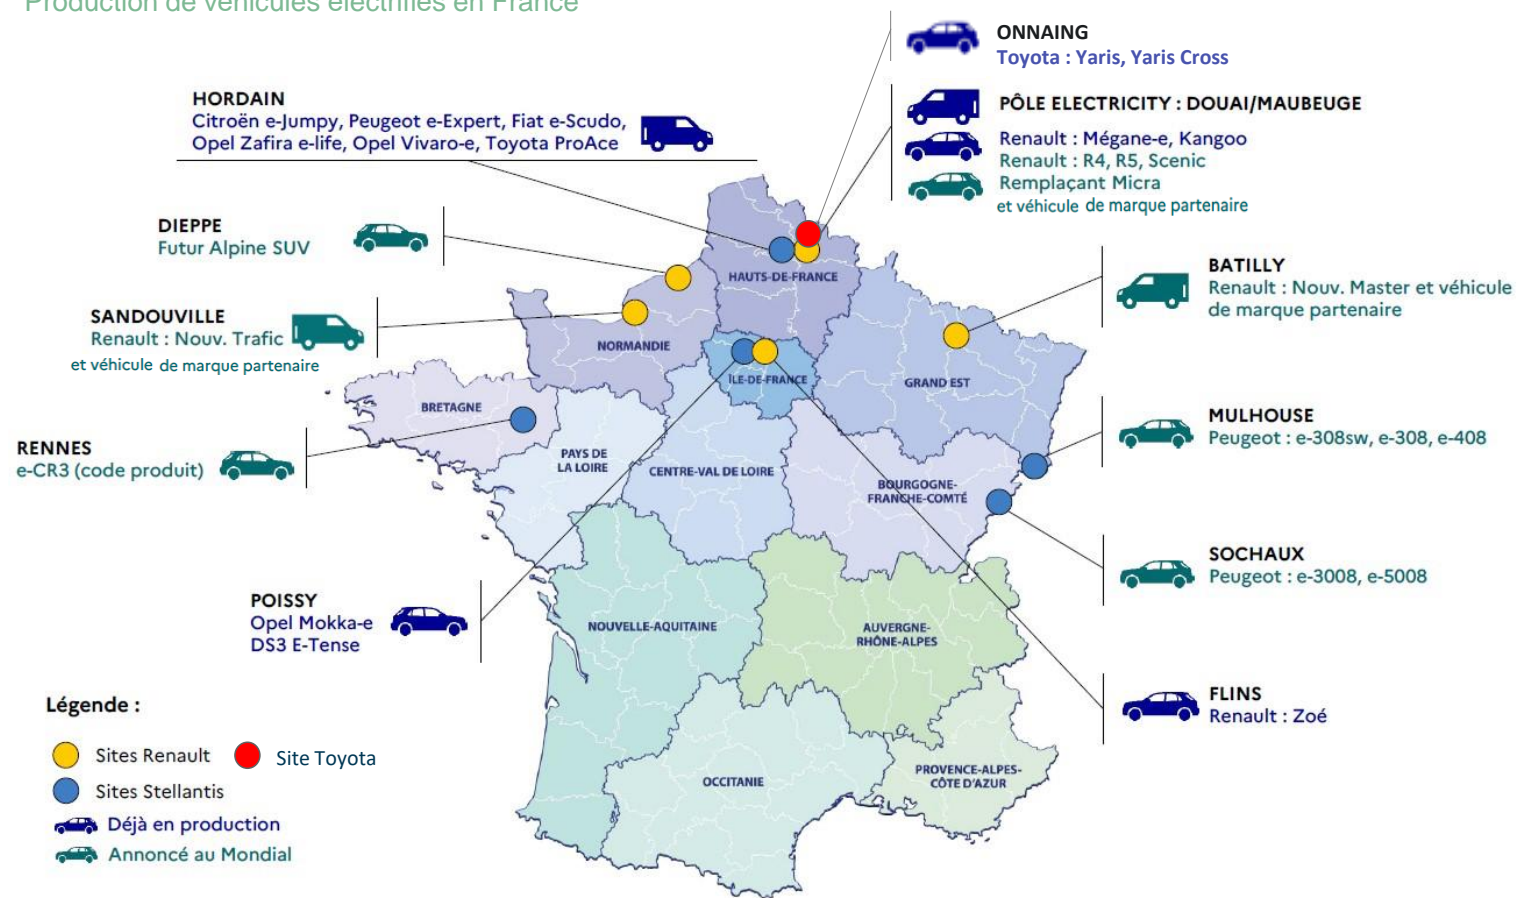 Production de véhicules électrifiés en France
ONNAING
Toyota : Yaris, Yaris Cross
HORDAIN
Citroën e-Jumpy, Peugeot e-Expert, Fiat e-Scudo,
Opel Zafira e-life, Opel Vivaro-e, Toyota ProAce
PÔLE ELECTRICITY : DOUAI/MAUBEUGE
Renault : Mégane-e, Kangoo
Renault : R4, R5, Scenic
Remplaçant Micra
et véhicule de marque partenaire
DIEPPE
Futur Alpine SUV
BATILLY
Renault : Nouv. Master et véhicule
de marque partenaire
SANDOUVILLE
Renault : Nouv. Trafic
et véhicule de marque partenaire
HAUTS-DE-FRANCE
NORMANDIE
ÎLE-DE-FRANCE
GRAND EST
BRETAGNE
MULHOUSE
Peugeot : e-308sw, e-308, e-408
RENNES
e-CR3 (code produit)
PAYS DE
LA LOIRE
CENTRE-VAL DE LOIRE
BOURGOGNE-
FRANCHE-COMTÉ
SOCHAUX
Peugeot : e-3008, e-5008
POISSY
Opel Mokka-e
DS3 E-Tense
NOUVELLE-AQUITAINE
AUVERGNE-
RHÔNE-ALPES
FLINS
Renault : Zoé
OCCITANIE
PROVENCE-ALPES-
CÔTE D'AZUR
Légende :
Sites Renault
Site Toyota
Sites Stellantis
Déjà en production
Annoncé au Mondial